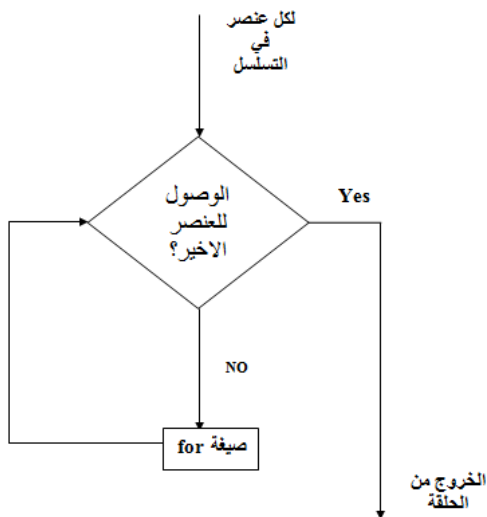 لكل عنصر
في
التسلسل
الوصول
للعنصر
الاخير؟
Yes
NO
صيغة for
الخروج من
الحلقة